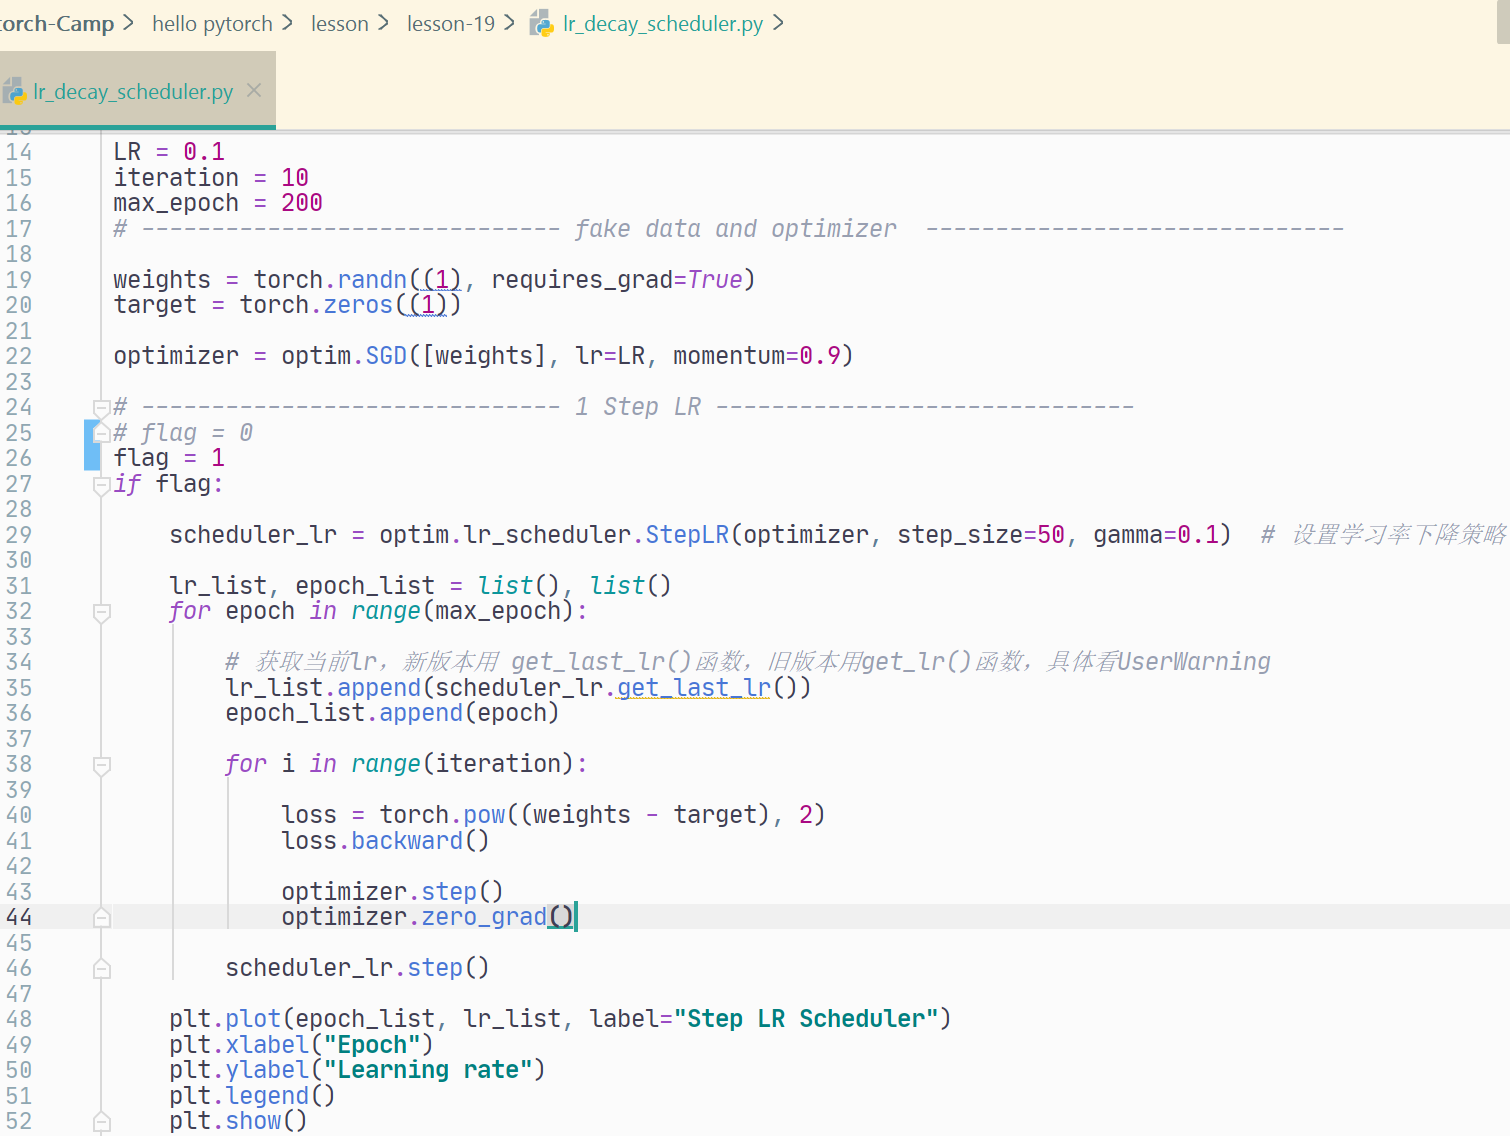 torch-Camp > hello pytorch > lesson > lesson-19 > lr_decay_scheduler.py >
lr_decay_scheduler.py ×
14 LR = 0.1
15 iteration = 10
16 max_epoch = 200
17 # ------------------------------ fake data and optimizer  ------------------------------
18
19 weights = torch.randn((1), requires_grad=True)
20 target = torch.zeros((1))
21
22 optimizer = optim.SGD([weights], lr=LR, momentum=0.9)
23
24 # ------------------------------ 1 Step LR ------------------------------
25 # flag = 0
26 flag = 1
27 if flag:
28
29     scheduler_lr = optim.lr_scheduler.StepLR(optimizer, step_size=50, gamma=0.1)  # 设置学习率下降策略
30
31     lr_list, epoch_list = list(), list()
32     for epoch in range(max_epoch):
33
34         # 获取当前lr，新版本用 get_last_lr()函数，旧版本用get_lr()函数，具体看UserWarning
35         lr_list.append(scheduler_lr.get_last_lr())
36         epoch_list.append(epoch)
37
38         for i in range(iteration):
39
40             loss = torch.pow((weights - target), 2)
41             loss.backward()
42
43             optimizer.step()
44             optimizer.zero_grad()
45
46         scheduler_lr.step()
47
48     plt.plot(epoch_list, lr_list, label="Step LR Scheduler")
49     plt.xlabel("Epoch")
50     plt.ylabel("Learning rate")
51     plt.legend()
52     plt.show()